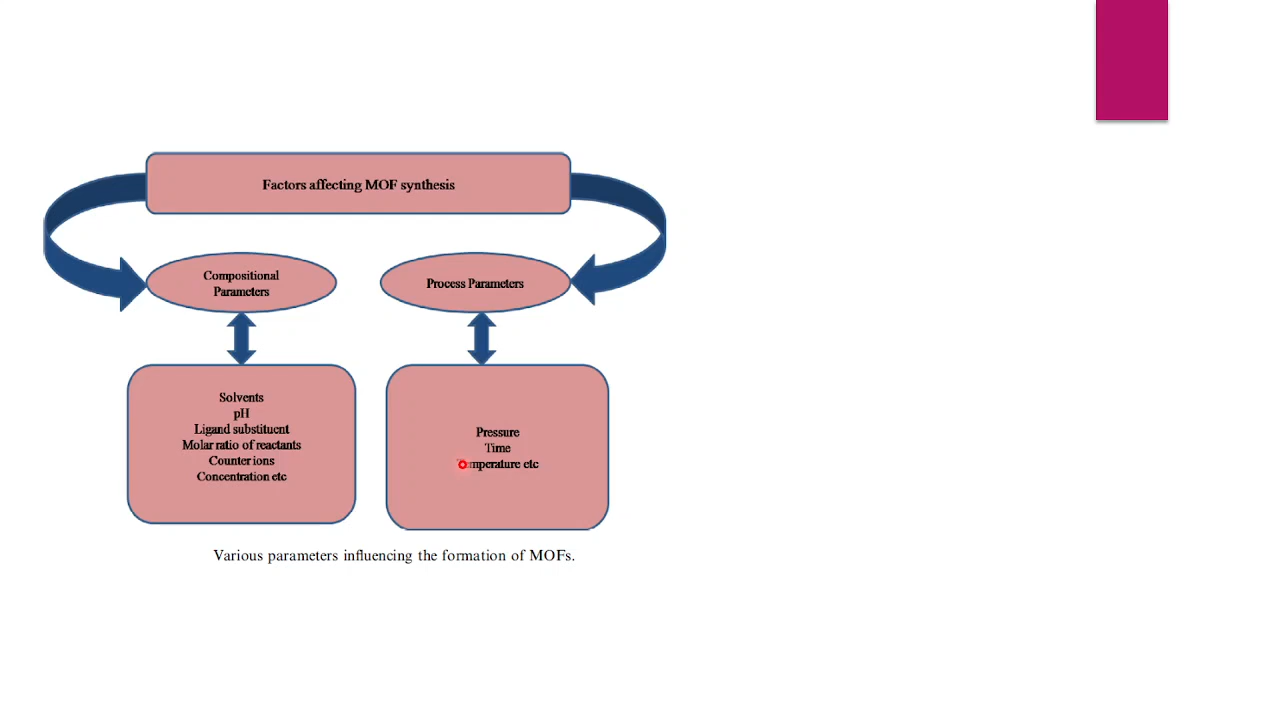 Factors affecting MOF synthesis
Compositional
Parameters
Process Parameters
Solvents
pH
Ligand substituent
Molar ratio of reactants
Counter ions
Concentration etc
Pressure
Time
Temperature etc
Various parameters influencing the formation of MOFs.